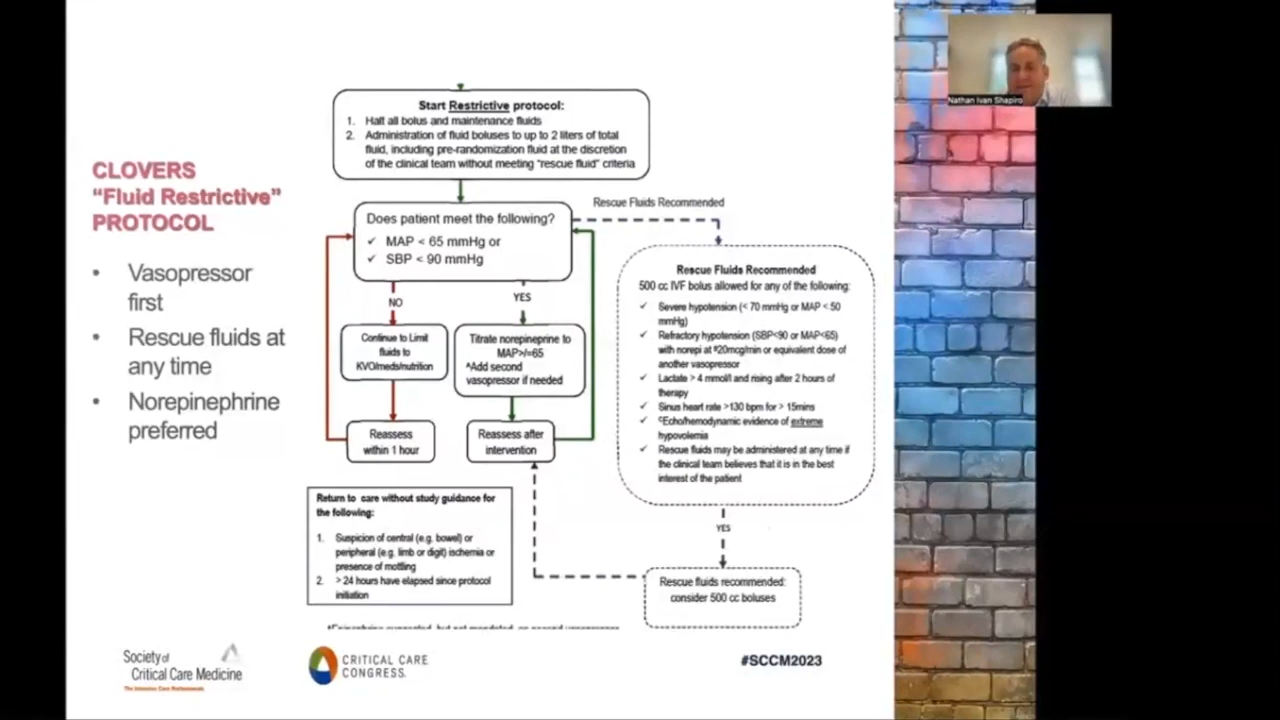 Nathan Ivan Shapiro
CLOVERS
“Fluid Restrictive”
PROTOCOL
• Vasopressor
first
• Rescue fluids at
any time
• Norepinephrine
preferred
Start Restrictive protocol:
1. Halt all bolus and maintenance fluids
2. Administration of fluid boluses to up to 2 liters of total
fluid, including pre-randomization fluid at the discretion
of the clinical team without meeting “rescue fluid” criteria
Does patient meet the following?
✓ MAP < 65 mmHg or
✓ SBP < 90 mmHg
Rescue Fluids Recommended
NO
YES
Continue to Limit
fluids to
KVO/meds/nutrition
Titrate norepineprine to
MAP>/=65
^Add second
vasopressor if needed
Reassess
within 1 hour
Reassess after
intervention
Rescue Fluids Recommended
500 cc IVF bolus allowed for any of the following:
✓ Severe hypotension (< 70 mmHg or MAP < 50
mmHg)
✓ Refractory hypotension (SBP<90 or MAP<65)
with norepi at 20mcg/min or equivalent dose of
another vasopressor
✓ Lactate > 4 mmol/l and rising after 2 hours of
therapy
✓ Sinus heart rate >130 bpm for > 15mins
✓ Echo/hemodynamic evidence of extreme
hypovolemia
✓ Rescue fluids may be administered at any time if
the clinical team believes that it is in the best
interest of the patient
YES
Rescue fluids recommended:
consider 500 cc boluses
Return to care without study guidance for
the following:
1. Suspicion of central (e.g. bowel) or
peripheral (e.g. limb or digit) ischemia or
presence of mottling
2. > 24 hours have elapsed since protocol
initiation
Society of
Critical Care Medicine
The Intensive Care Professionals
CRITICAL CARE
CONGRESS
#SCCM2023